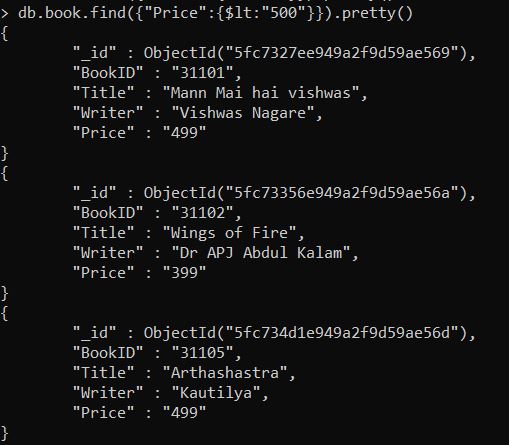 > db.book.find({"Price":{$lt:"500"}}).pretty()
{
        "_id" : ObjectId("5fc7327ee949a2f9d59ae569"),
        "BookID" : "31101",
        "Title" : "Mann Mai hai vishwas",
        "Writer" : "Vishwas Nagare",
        "Price" : "499"
}
{
        "_id" : ObjectId("5fc73356e949a2f9d59ae56a"),
        "BookID" : "31102",
        "Title" : "Wings of Fire",
        "Writer" : "Dr APJ Abdul Kalam",
        "Price" : "399"
}
{
        "_id" : ObjectId("5fc734d1e949a2f9d59ae56d"),
        "BookID" : "31105",
        "Title" : "Arthashastra",
        "Writer" : "Kautilya",
        "Price" : "499"
}